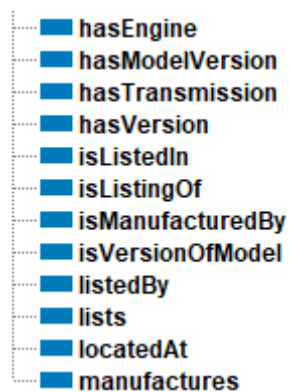 hasEngine
hasModelVersion
hasTransmission
hasVersion
isListedIn
isListingOf
isManufacturedBy
isVersionOfModel
listedBy
lists
locatedAt
manufactures